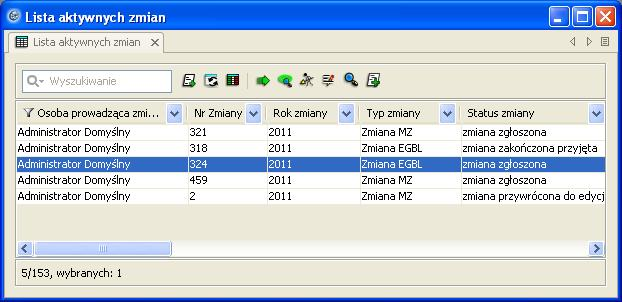 Lista aktywnych zmian
Lista aktywnych zmian
Wyszukiwanie
Osoba prowadząca zmi... Nr Zmiany Rok zmiany Typ zmiany Status zmiany
Administrator Domyślny 321 2011 Zmiana MZ zmiana zgłoszona
Administrator Domyślny 318 2011 Zmiana EGBL zmiana zakończona przyjęta
Administrator Domyślny 324 2011 Zmiana EGBL zmiana zgłoszona
Administrator Domyślny 459 2011 Zmiana MZ zmiana zgłoszona
Administrator Domyślny 2 2011 Zmiana MZ zmiana przywrócona do edycj
5/153, wybranych: 1